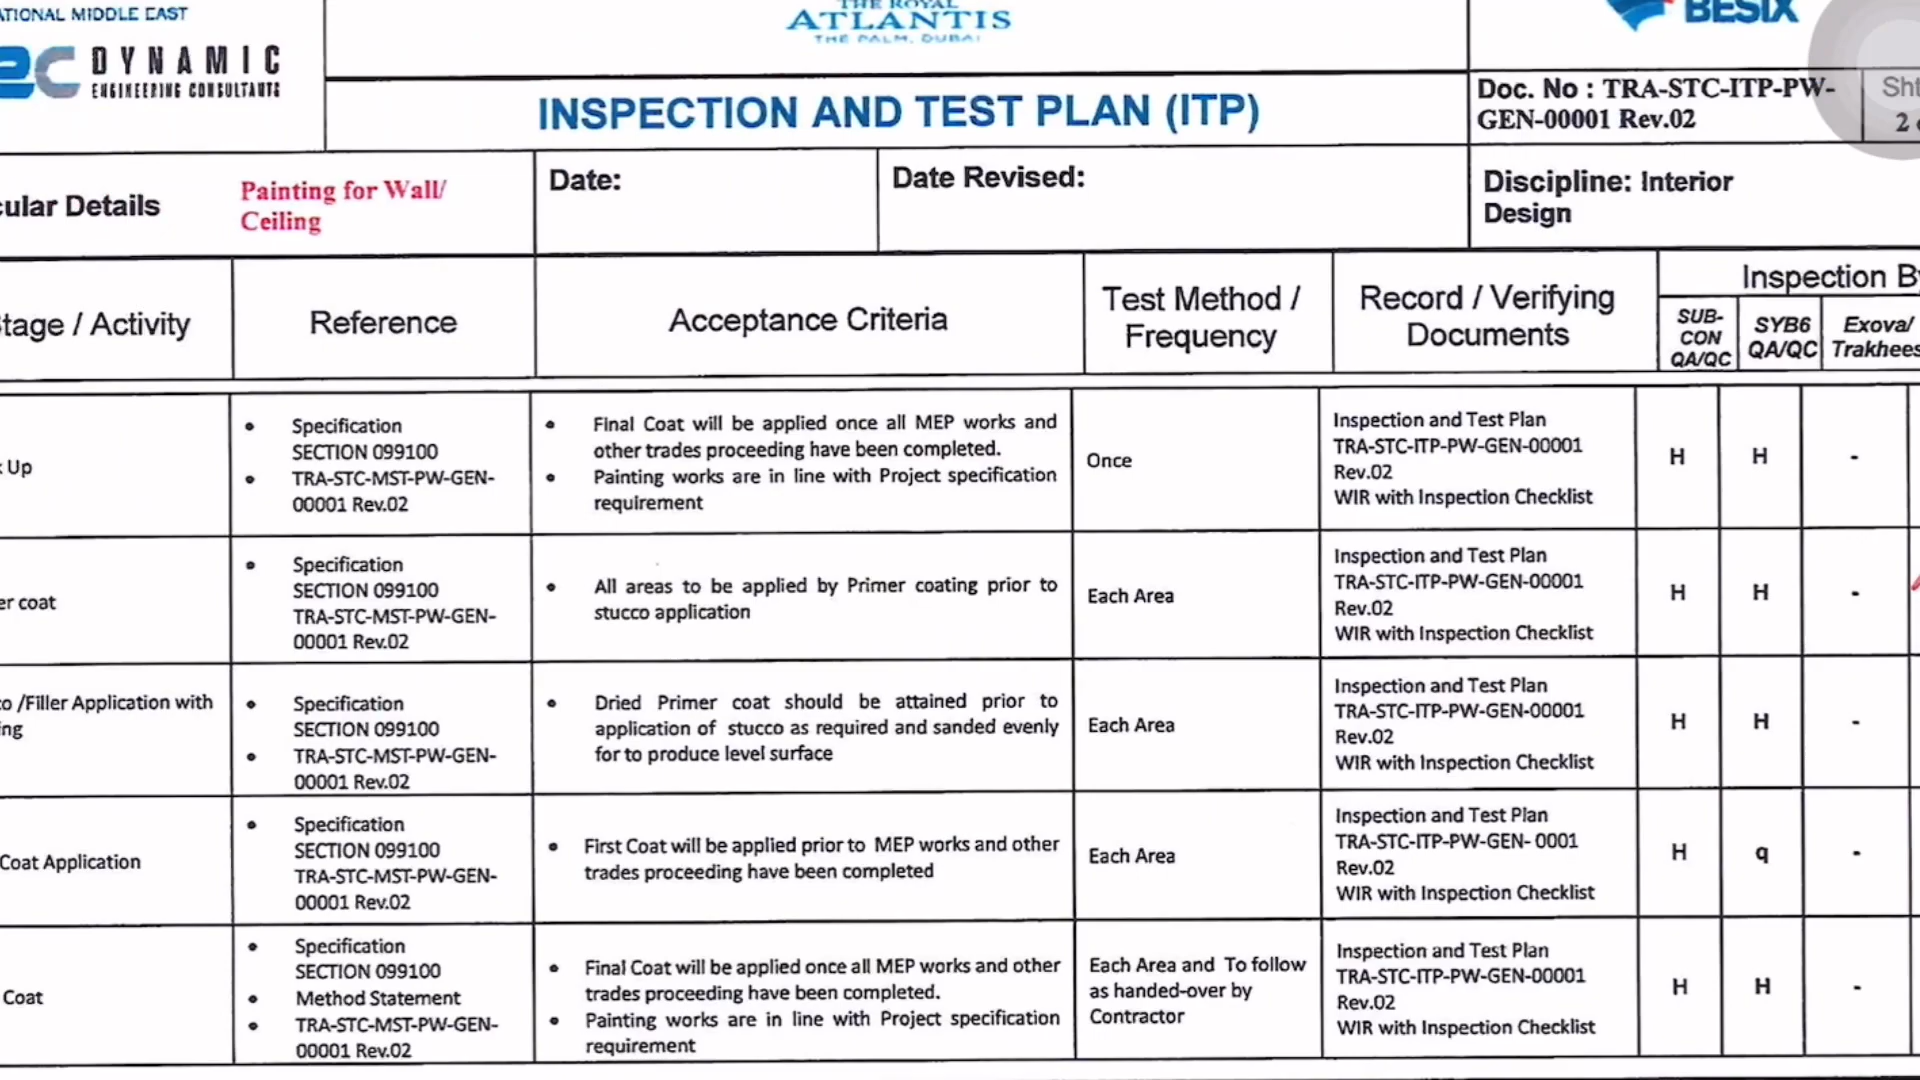 ATIONAL MIDDLE EAST
DYNAMIC
ENGINEERING CONSULTANTS
THE ROYAL
ATLANTIS
THE PALM, DUBAI
BESIX
INSPECTION AND TEST PLAN (ITP)
Doc. No : TRA-STC-ITP-PW-
GEN-00001 Rev.02
Sht
2
cular Details
Painting for Wall/
Ceiling
Date:
Date Revised:
Discipline: Interior
Design
tage / Activity
Reference
Acceptance Criteria
Test Method /
Frequency
Record / Verifying
Documents
Inspection By
SUB-
CON
QA/QC
SYB6
QA/QC
Exova/
Trakhees
Up
• Specification
SECTION 099100
• TRA-STC-MST-PW-GEN-
00001 Rev.02
• Final Coat will be applied once all MEP works and
other trades proceeding have been completed.
• Painting works are in line with Project specification
requirement
Once
Inspection and Test Plan
TRA-STC-ITP-PW-GEN-00001
Rev.02
WIR with Inspection Checklist
H
H
-
er coat
• Specification
SECTION 099100
TRA-STC-MST-PW-GEN-
00001 Rev.02
• All areas to be applied by Primer coating prior to
stucco application
Each Area
Inspection and Test Plan
TRA-STC-ITP-PW-GEN-00001
Rev.02
WIR with Inspection Checklist
H
H
-
o /Filler Application with
ng
• Specification
SECTION 099100
• TRA-STC-MST-PW-GEN-
00001 Rev.02
• Dried Primer coat should be attained prior to
application of stucco as required and sanded evenly
for to produce level surface
Each Area
Inspection and Test Plan
TRA-STC-ITP-PW-GEN-00001
Rev.02
WIR with Inspection Checklist
H
H
-
Coat Application
• Specification
SECTION 099100
TRA-STC-MST-PW-GEN-
00001 Rev.02
• First Coat will be applied prior to MEP works and other
trades proceeding have been completed
Each Area
Inspection and Test Plan
TRA-STC-ITP-PW-GEN- 0001
Rev.02
WIR with Inspection Checklist
H
q
-
Coat
• Specification
SECTION 099100
• Method Statement
• TRA-STC-MST-PW-GEN-
00001 Rev.02
• Final Coat will be applied once all MEP works and other
trades proceeding have been completed.
• Painting works are in line with Project specification
requirement
Each Area and To follow
as handed-over by
Contractor
Inspection and Test Plan
TRA-STC-ITP-PW-GEN-00001
Rev.02
WIR with Inspection Checklist
H
H
-